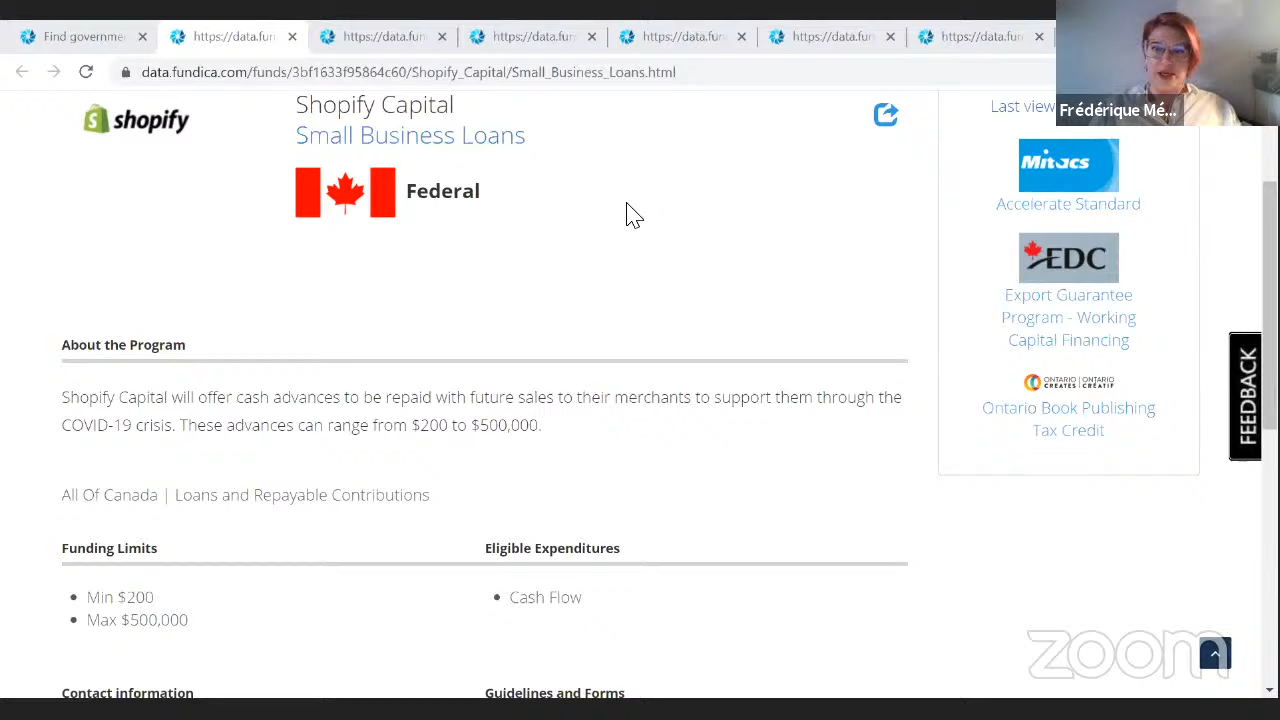 Find governme
https://data.fun
https://data.fun
https://data.fun
https://data.fun
https://data.fun
https://data.fun
data.fundica.com/funds/3bf1633f95864c60/Shopify_Capital/Small_Business_Loans.html
Frédérique Mé...
shopify
Shopify Capital
Small Business Loans
Federal
Last view
Mitacs
Accelerate Standard
EDC
Export Guarantee
Program - Working
Capital Financing
ONTARIO | ONTARIO
CREATES | CRÉATIF
Ontario Book Publishing
Tax Credit
FEEDBACK
About the Program
Shopify Capital will offer cash advances to be repaid with future sales to their merchants to support them through the
COVID-19 crisis. These advances can range from $200 to $500,000.
All Of Canada | Loans and Repayable Contributions
Funding Limits
Min $200
Max $500,000
Eligible Expenditures
Cash Flow
Contact information
Guidelines and Forms
zoom